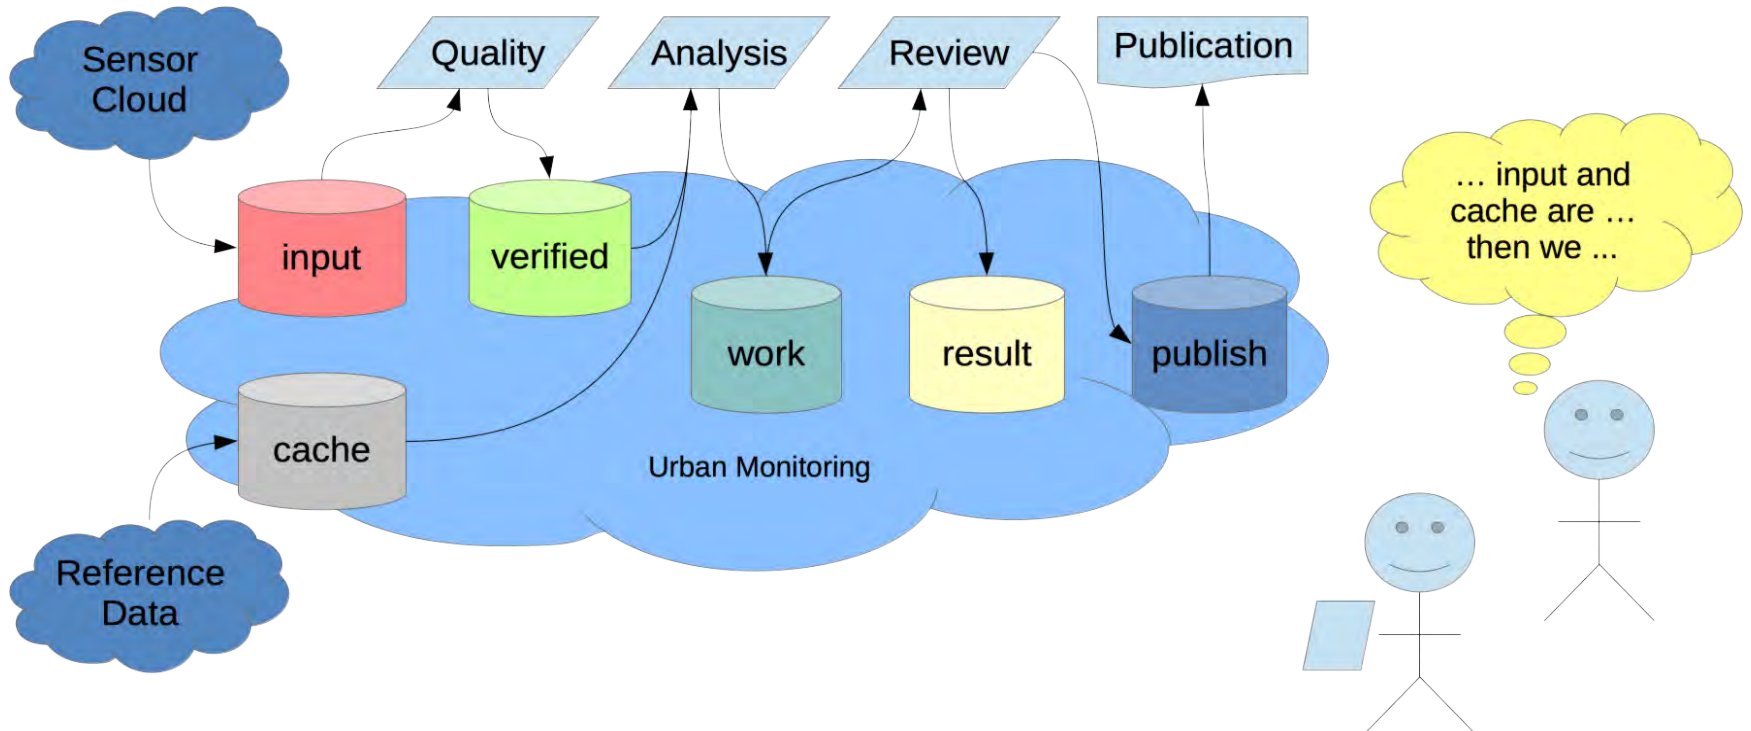 Sensor
Cloud
Quality
Analysis
Review
Publication
input
verified
work
result
publish
cache
Urban Monitoring
Reference
Data
... input and
cache are ...
then we ...